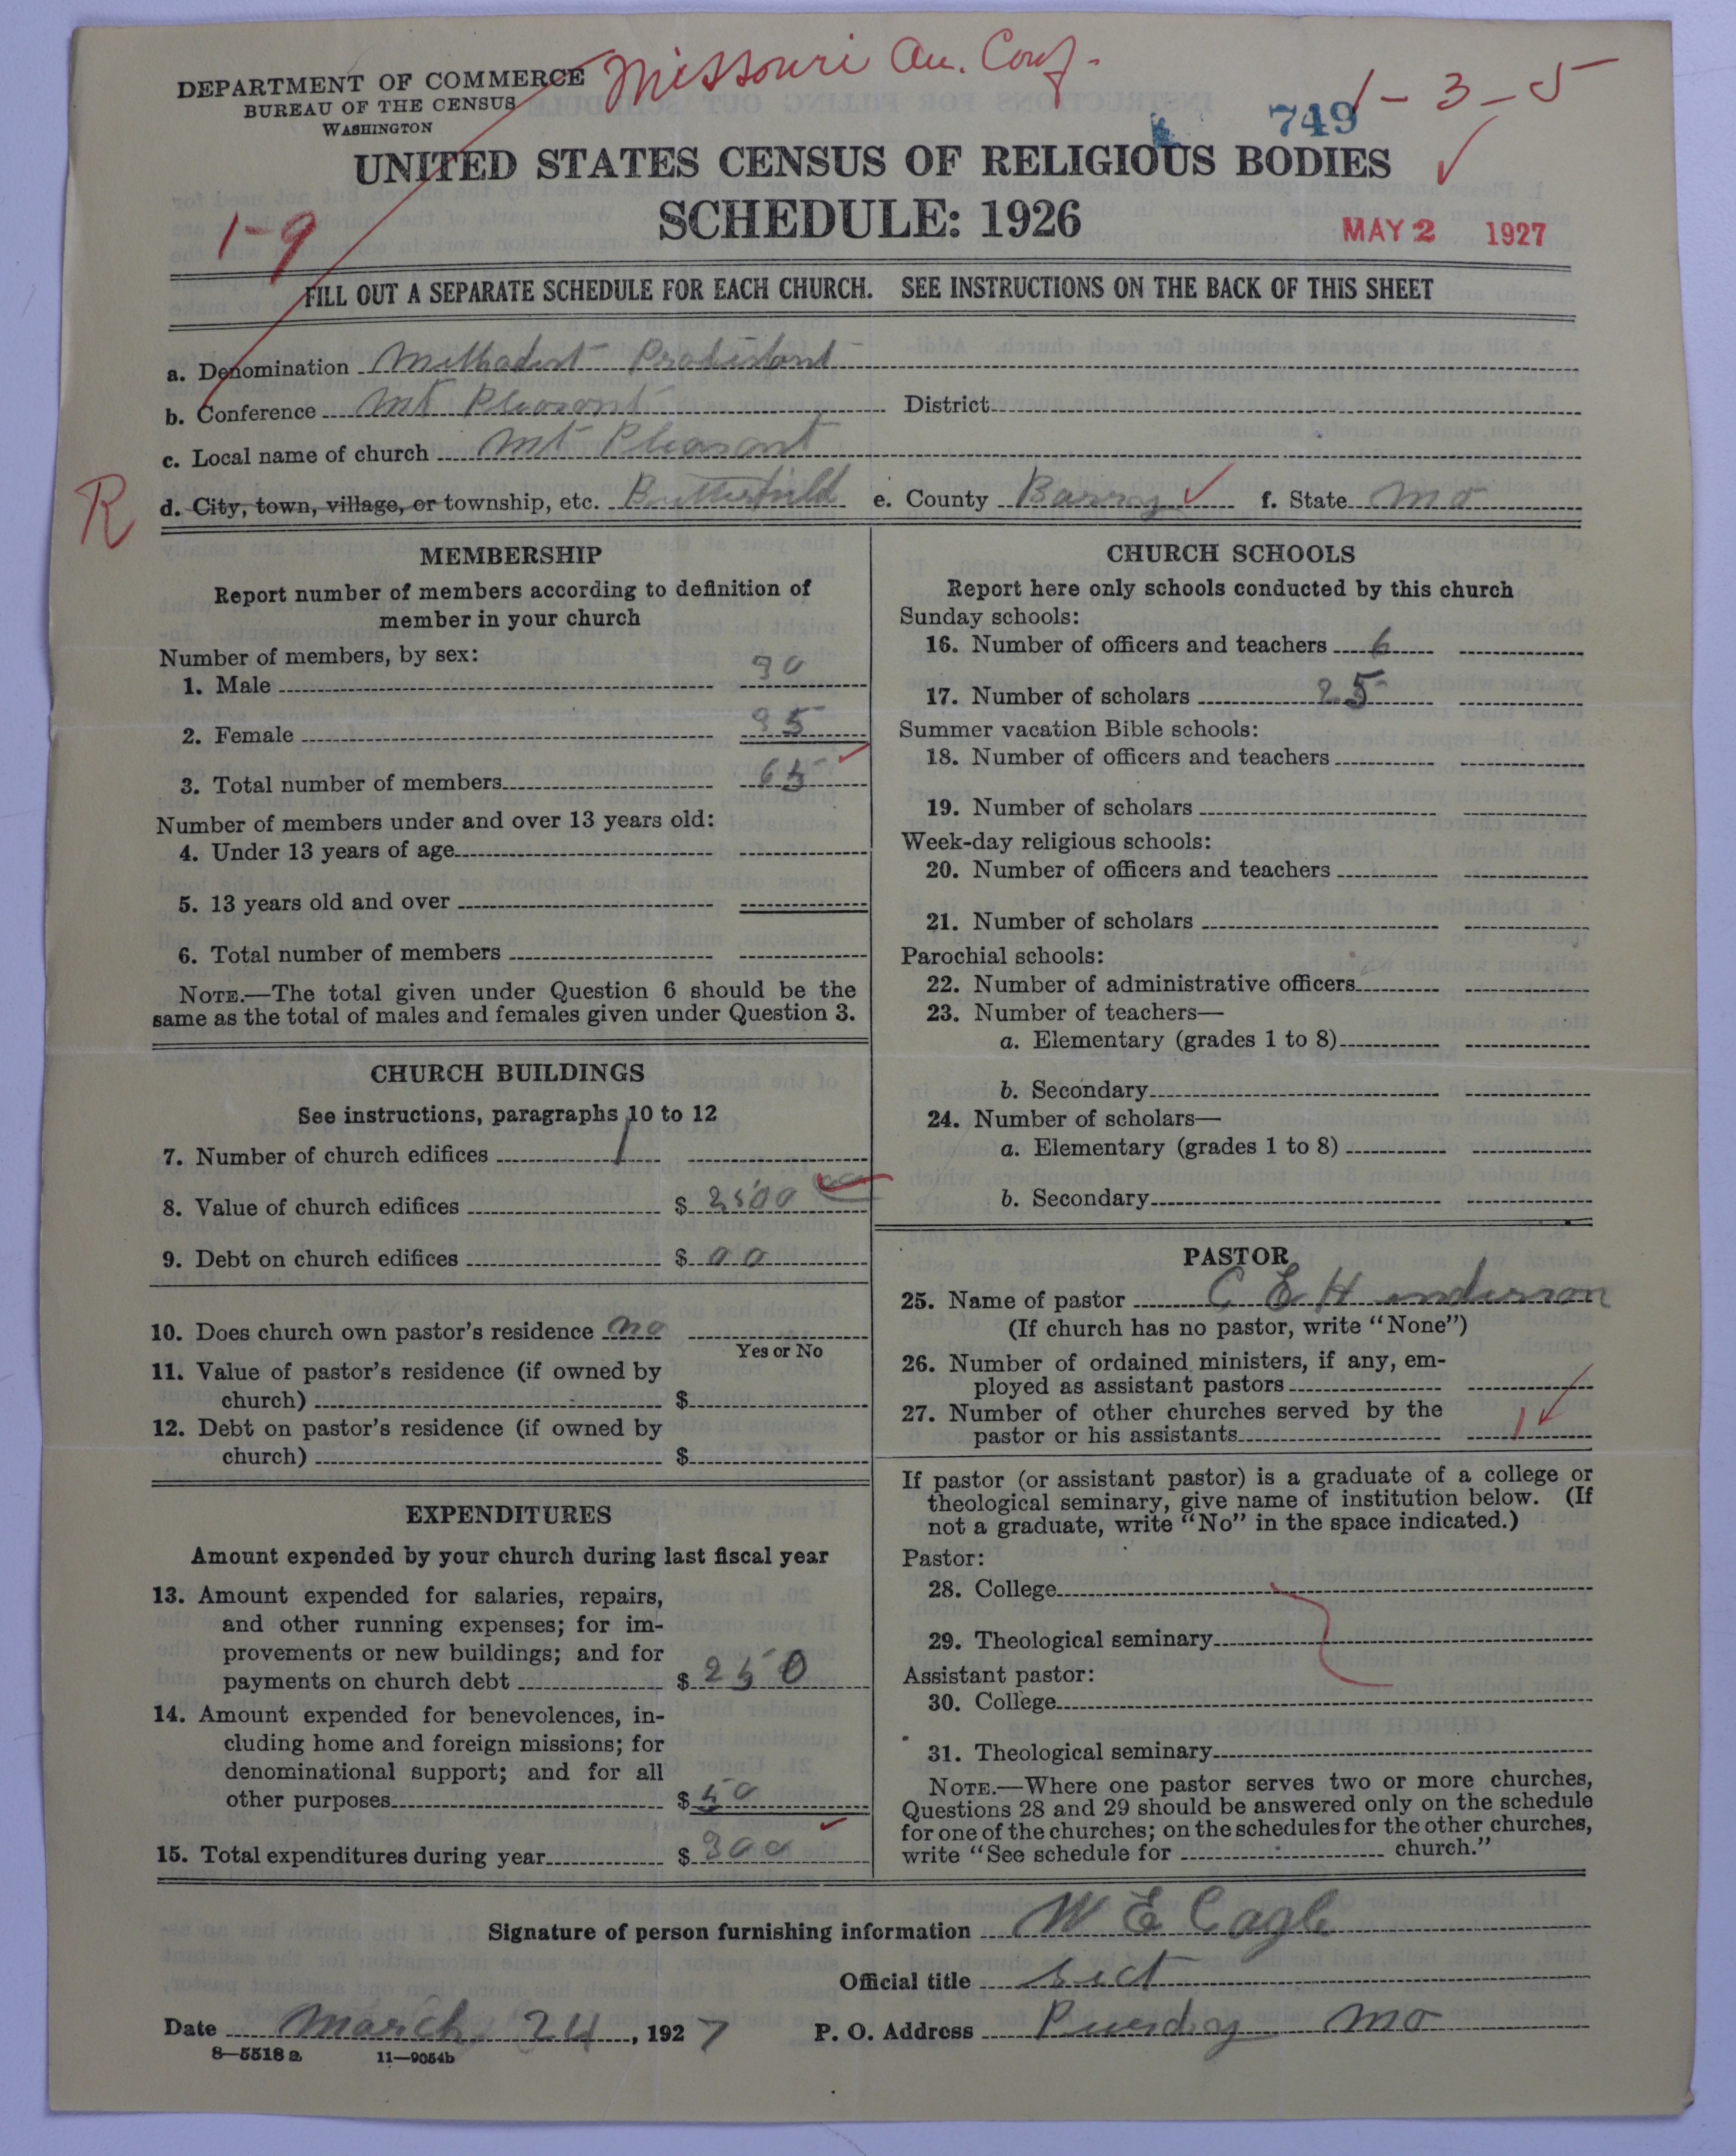 Missouri An. Conf.
DEPARTMENT OF COMMERCE
BUREAU OF THE CENSUS
WASHINGTON
749
1-3-5
UNITED STATES CENSUS OF RELIGIOUS BODIES
SCHEDULE: 1926
1-9
MAY 2 1927
FILL OUT A SEPARATE SCHEDULE FOR EACH CHURCH. SEE INSTRUCTIONS ON THE BACK OF THIS SHEET
a. Denomination Methodist Protestant
b. Conference Mt Pleasant District
c. Local name of church Mt Pleasant
R
d. City, town, village, or township, etc. Butterfield e. County Barry f. State Mo
MEMBERSHIP
Report number of members according to definition of
member in your church
Number of members, by sex:
1. Male 30
2. Female 35
3. Total number of members 65
Number of members under and over 13 years old:
4. Under 13 years of age
5. 13 years old and over
6. Total number of members
NOTE.—The total given under Question 6 should be the
same as the total of males and females given under Question 3.
CHURCH BUILDINGS
See instructions, paragraphs 10 to 12
7. Number of church edifices 1
8. Value of church edifices $ 2500 00
9. Debt on church edifices $ 00
10. Does church own pastor's residence no
Yes or No
11. Value of pastor's residence (if owned by
church) $
12. Debt on pastor's residence (if owned by
church) $
EXPENDITURES
Amount expended by your church during last fiscal year
13. Amount expended for salaries, repairs,
and other running expenses; for im-
provements or new buildings; and for
payments on church debt $ 250
14. Amount expended for benevolences, in-
cluding home and foreign missions; for
denominational support; and for all
other purposes $ 50
15. Total expenditures during year $ 300
CHURCH SCHOOLS
Report here only schools conducted by this church
Sunday schools:
16. Number of officers and teachers 6
17. Number of scholars 25
Summer vacation Bible schools:
18. Number of officers and teachers
19. Number of scholars
Week-day religious schools:
20. Number of officers and teachers
21. Number of scholars
Parochial schools:
22. Number of administrative officers
23. Number of teachers—
a. Elementary (grades 1 to 8)
b. Secondary
24. Number of scholars—
a. Elementary (grades 1 to 8)
b. Secondary
PASTOR
25. Name of pastor C E Henderson
(If church has no pastor, write "None")
26. Number of ordained ministers, if any, em-
ployed as assistant pastors
27. Number of other churches served by the
pastor or his assistants 1
If pastor (or assistant pastor) is a graduate of a college or
theological seminary, give name of institution below. (If
not a graduate, write "No" in the space indicated.)
Pastor:
28. College
29. Theological seminary
Assistant pastor:
30. College
31. Theological seminary
NOTE.—Where one pastor serves two or more churches,
Questions 28 and 29 should be answered only on the schedule
for one of the churches; on the schedules for the other churches,
write "See schedule for church."
Signature of person furnishing information W E Cagle
Official title sect
Date March 24, 1927 P. O. Address Purdy Mo
8—5518 a 11—9054b